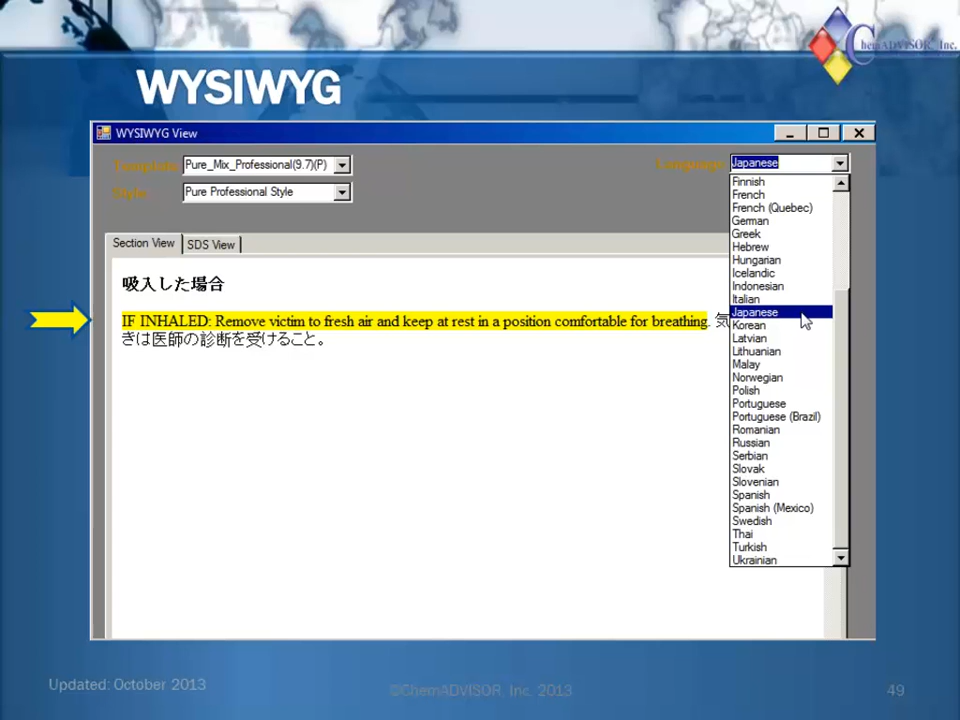 ChemADVISOR, Inc.
WYSIWYG
WYSIWYG View
Template Pure_Mix_Professional(9.7)(P)
Language Japanese
Style Pure Professional Style
Section View
SDS View
吸入した場合
IF INHALED: Remove victim to fresh air and keep at rest in a position comfortable for breathing. 気
きは医師の診断を受けること。
Finnish
French
French (Quebec)
German
Greek
Hebrew
Hungarian
Icelandic
Indonesian
Italian
Japanese
Korean
Latvian
Lithuanian
Malay
Norwegian
Polish
Portuguese
Portuguese (Brazil)
Romanian
Russian
Serbian
Slovak
Slovenian
Spanish
Spanish (Mexico)
Swedish
Thai
Turkish
Ukrainian
Updated: October 2013
©ChemADVISOR, Inc. 2013
49